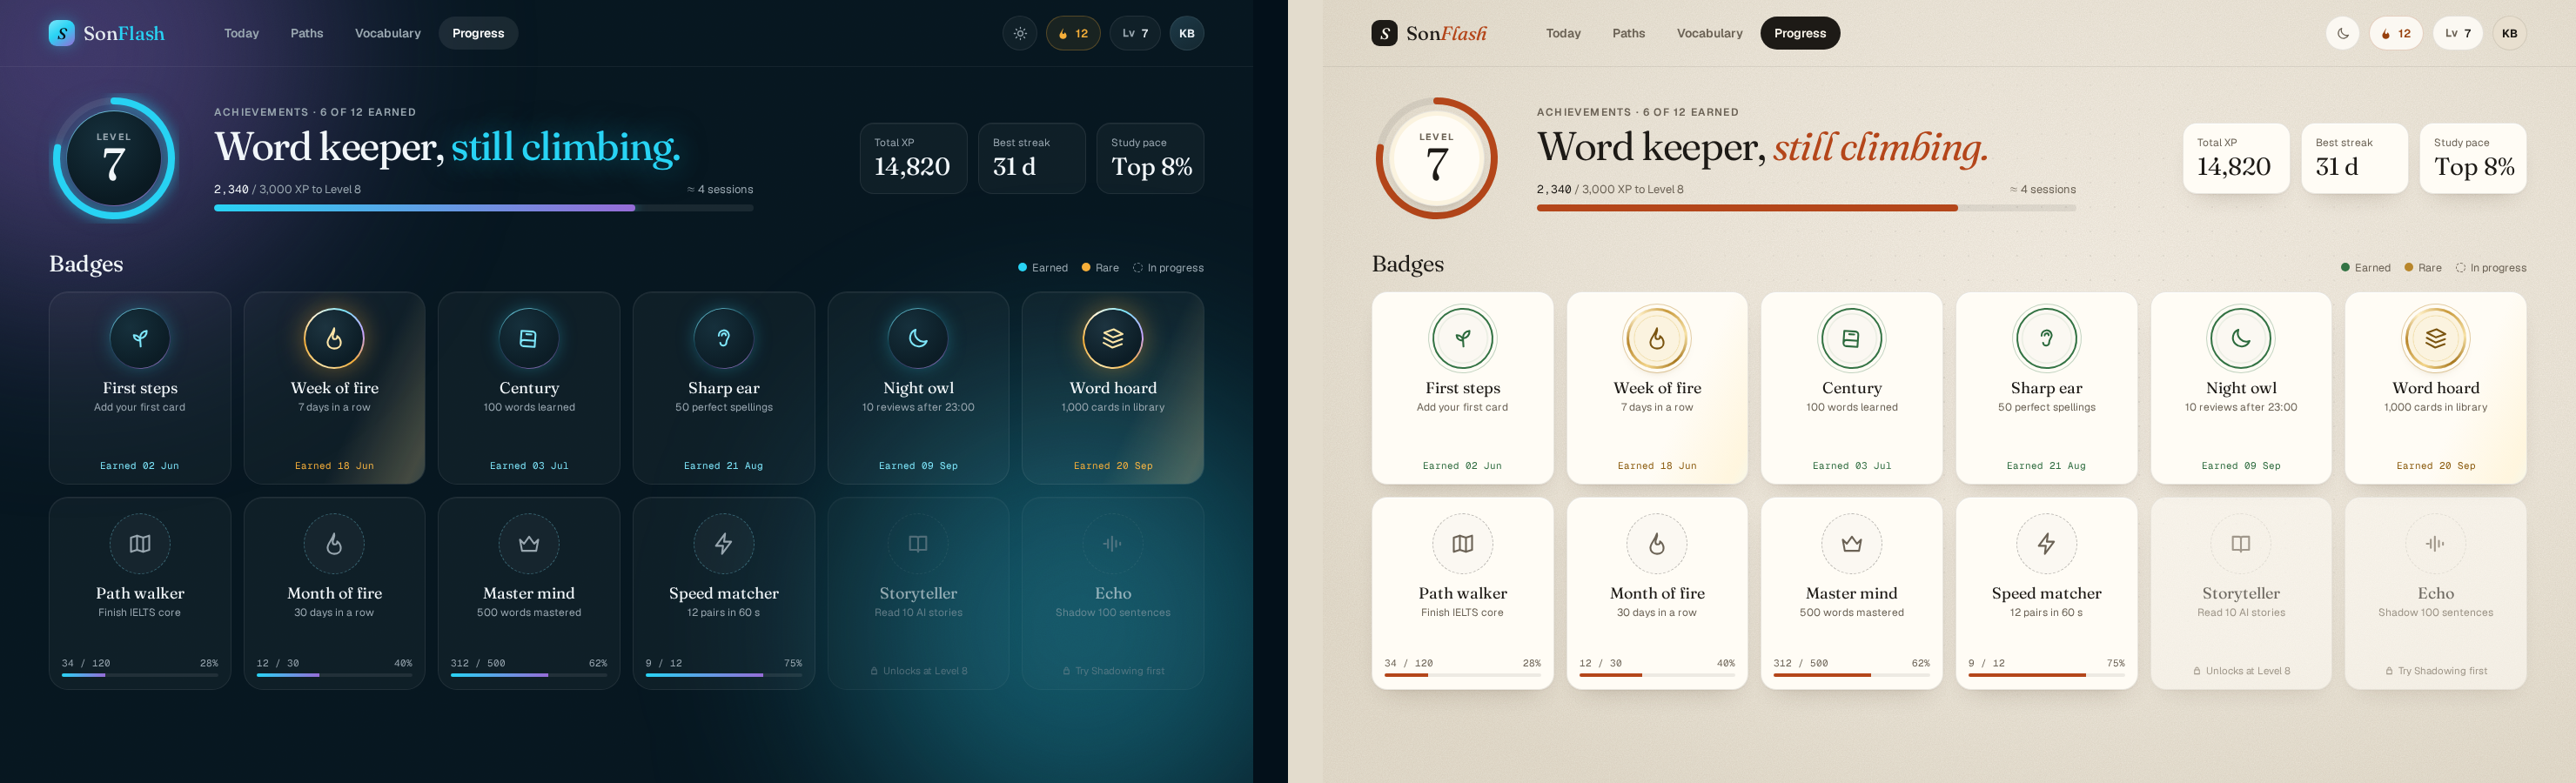 S SonFlash Today Paths Vocabulary Progress 12 Lv 7 KB
LEVEL
7
ACHIEVEMENTS · 6 OF 12 EARNED
Word keeper, still climbing.
2,340 / 3,000 XP to Level 8 ≈ 4 sessions
Total XP
14,820
Best streak
31 d
Study pace
Top 8%
Badges
Earned Rare In progress
First steps
Add your first card
Earned 02 Jun
Week of fire
7 days in a row
Earned 18 Jun
Century
100 words learned
Earned 03 Jul
Sharp ear
50 perfect spellings
Earned 21 Aug
Night owl
10 reviews after 23:00
Earned 09 Sep
Word hoard
1,000 cards in library
Earned 20 Sep
Path walker
Finish IELTS core
34 / 120 28%
Month of fire
30 days in a row
12 / 30 40%
Master mind
500 words mastered
312 / 500 62%
Speed matcher
12 pairs in 60 s
9 / 12 75%
Storyteller
Read 10 AI stories
Unlocks at Level 8
Echo
Shadow 100 sentences
Try Shadowing first
S SonFlash Today Paths Vocabulary Progress 12 Lv 7 KB
LEVEL
7
ACHIEVEMENTS · 6 OF 12 EARNED
Word keeper, still climbing.
2,340 / 3,000 XP to Level 8 ≈ 4 sessions
Total XP
14,820
Best streak
31 d
Study pace
Top 8%
Badges
Earned Rare In progress
First steps
Add your first card
Earned 02 Jun
Week of fire
7 days in a row
Earned 18 Jun
Century
100 words learned
Earned 03 Jul
Sharp ear
50 perfect spellings
Earned 21 Aug
Night owl
10 reviews after 23:00
Earned 09 Sep
Word hoard
1,000 cards in library
Earned 20 Sep
Path walker
Finish IELTS core
34 / 120 28%
Month of fire
30 days in a row
12 / 30 40%
Master mind
500 words mastered
312 / 500 62%
Speed matcher
12 pairs in 60 s
9 / 12 75%
Storyteller
Read 10 AI stories
Unlocks at Level 8
Echo
Shadow 100 sentences
Try Shadowing first